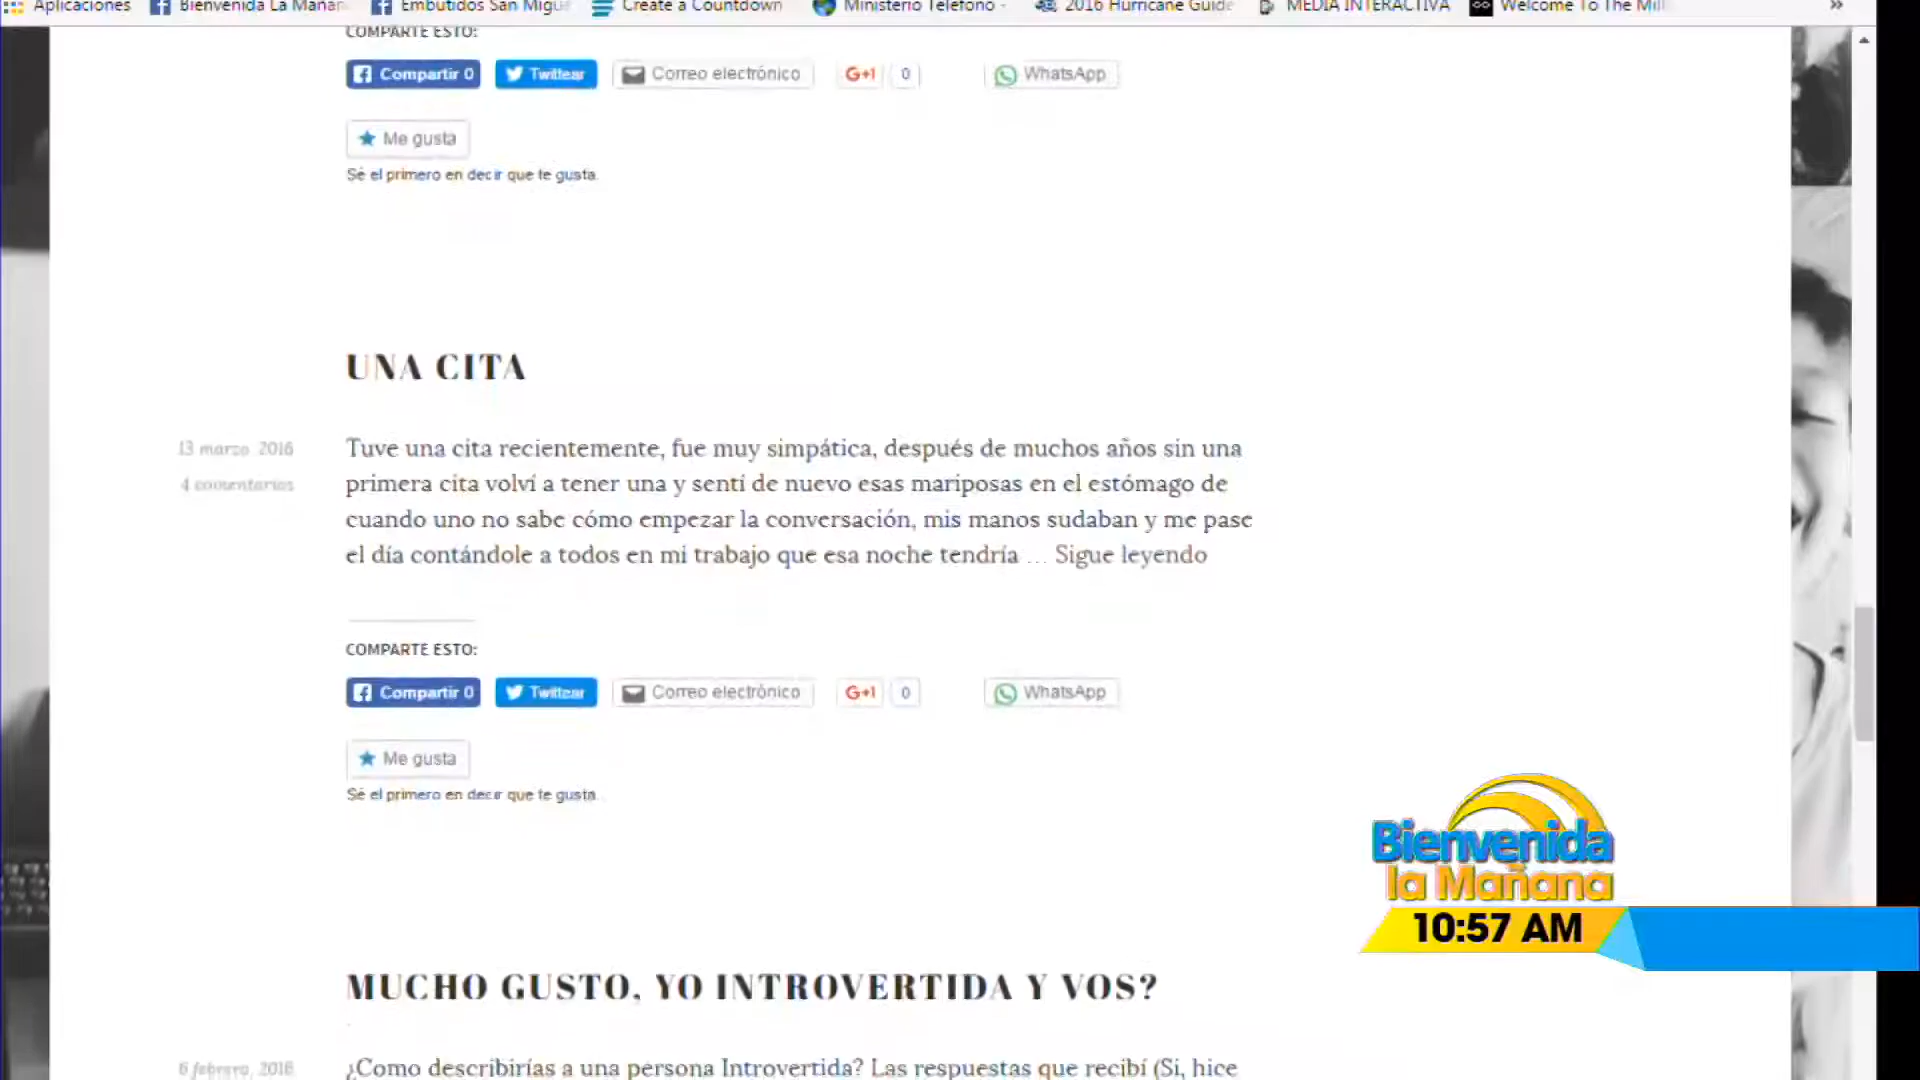 Aplicaciones Bienvenida La Mañan Embutidos San Migu Create a Countdown Ministerio Telefono - 2016 Hurricane Guide MEDIA INTERACTIVA Welcome To The Mill »
COMPARTE ESTO:
Compartir 0 Twittear Correo electrónico G+1 0 WhatsApp
Me gusta
Sé el primero en decir que te gusta.
UNA CITA
13 marzo, 2016
4 comentarios
Tuve una cita recientemente, fue muy simpática, después de muchos años sin una
primera cita volví a tener una y sentí de nuevo esas mariposas en el estómago de
cuando uno no sabe cómo empezar la conversación, mis manos sudaban y me pase
el día contándole a todos en mi trabajo que esa noche tendría … Sigue leyendo
COMPARTE ESTO:
Compartir 0 Twittear Correo electrónico G+1 0 WhatsApp
Me gusta
Sé el primero en decir que te gusta.
Bienvenida
la Mañana
10:57 AM
MUCHO GUSTO, YO INTROVERTIDA Y VOS?
6 febrero, 2016
¿Como describirías a una persona Introvertida? Las respuestas que recibí (Si, hice